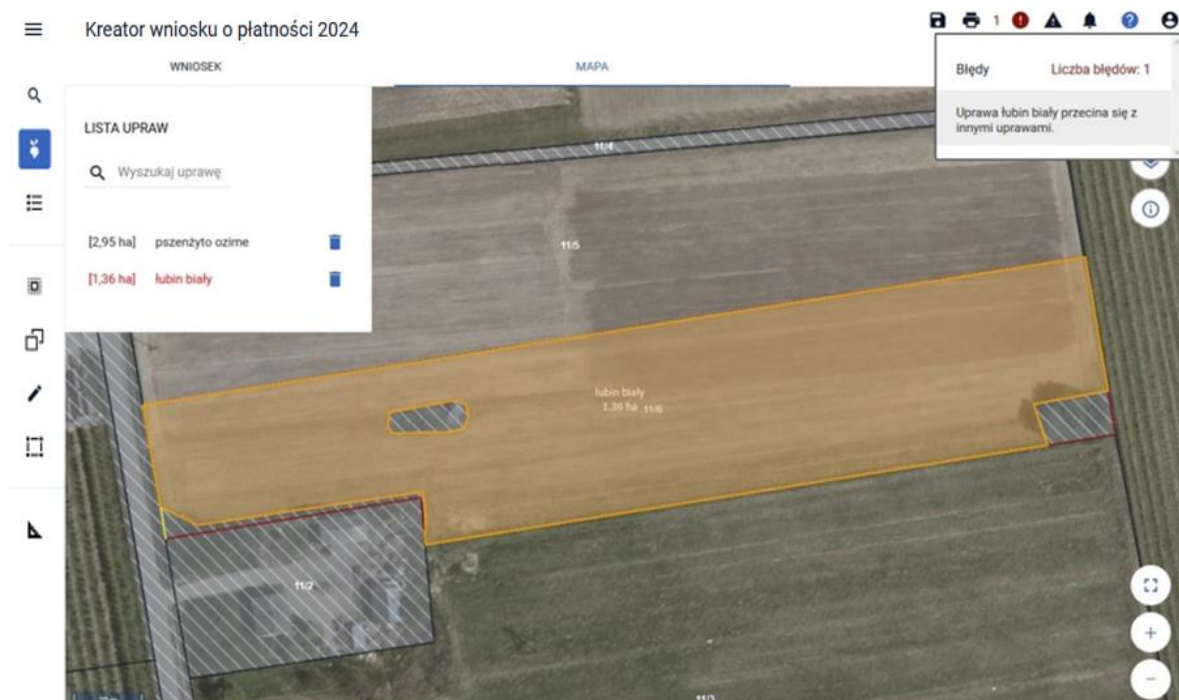 Kreator wniosku o płatności 2024
1
WNIOSEK
MAPA
Błędy
Liczba błędów: 1
Uprawa łubin biały przecina się z
innymi uprawami.
LISTA UPRAW
Wyszukaj uprawę
[2,95 ha] pszenżyto ozime
[1,36 ha] łubin biały
11/4
11/5
łubin biały
1,36 ha 11/6
11/2